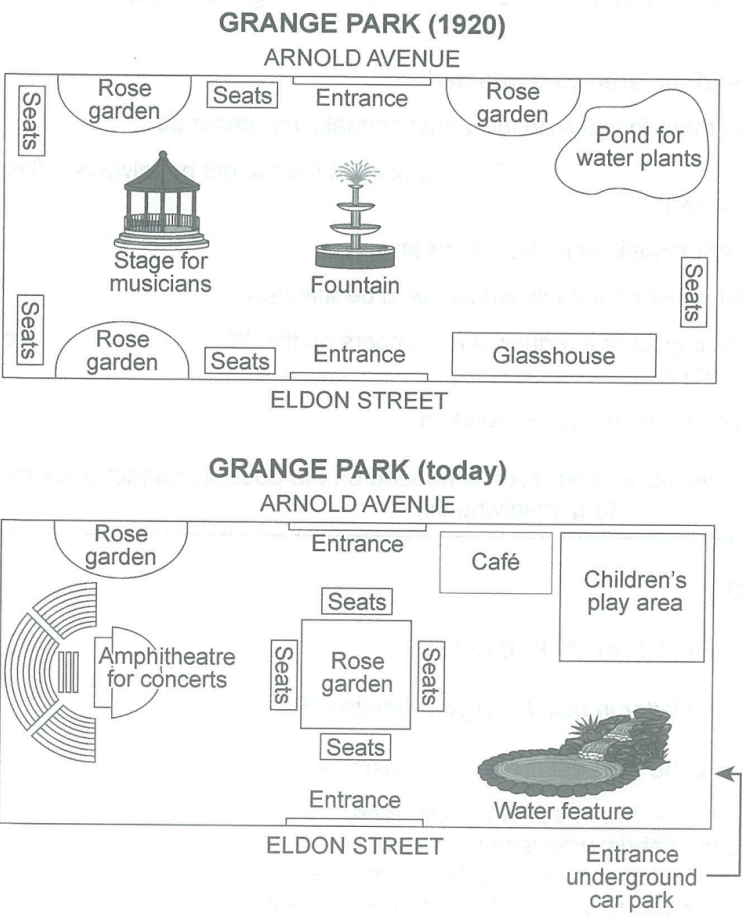 GRANGE PARK (1920)
ARNOLD AVENUE
Seats
Rose
garden
Seats
Entrance
Rose
garden
Pond for
water plants
Stage for
musicians
Fountain
Seats
Seats
Rose
garden
Seats
Entrance
Glasshouse
ELDON STREET
GRANGE PARK (today)
ARNOLD AVENUE
Rose
garden
Entrance
Café
Children's
play area
Seats
Amphitheatre
for concerts
Seats
Rose
garden
Seats
Seats
Water feature
Entrance
ELDON STREET
Entrance
underground
car park